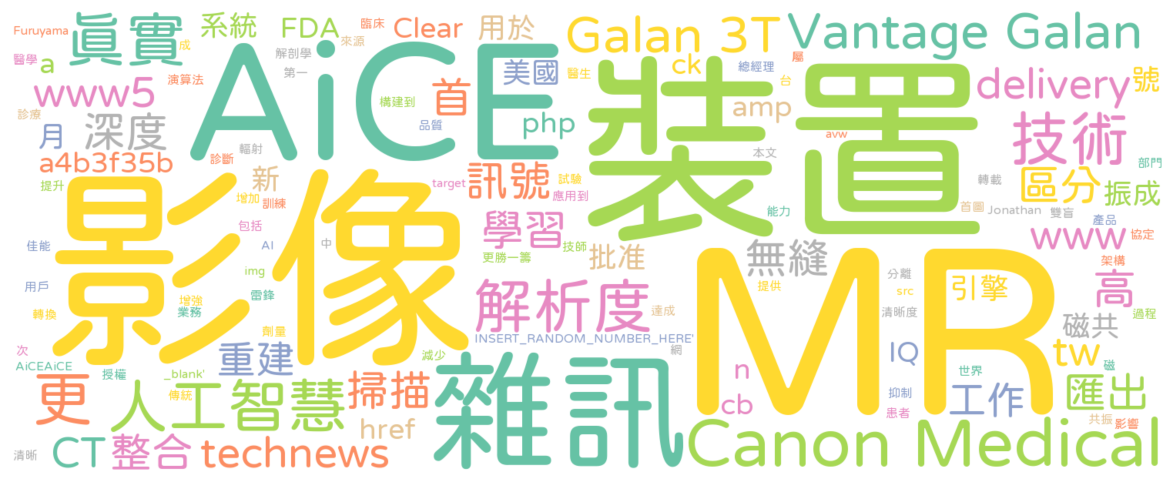 Furuyama
臨床
成
真實
系統
FDA
Clear
用於
來源
Galan 3T
Vantage Galan
醫學
a
演算法
解剖學
第一
AiCE
首
美國
醫生
ck
總經理
屬
裝置
www5
構建到
台
delivery
號
診療
月
深度
品質
php
amp
avw
技術
a4b3f35b
診斷
輻射
本文
部門
提升
新
訊號
target
試驗
應用到
區分
振成
增加
訓練
轉載
首圖
Jonathan
雙盲
產品
影像
包括
學習
技師
能力
www
協定
佳能
AI
中
更勝一籌
批准
無縫
MR
架構
img
分離
高
用戶
增強
雷鋒
解析度
提供
src
引擎
過程
轉換
業務
達成
清晰度
磁共
劑量
INSERT_RANDOM_NUMBER_HERE'
次
重建
減少
網
IQ
tw
AiCEAiCE
授權
_blank'
雜訊
世界
磁
更
傳統
掃描
n
抑制
工作
匯出
人工智慧
cb
患者
href
共振
影響
清晰
CT
整合
technews
Canon Medical